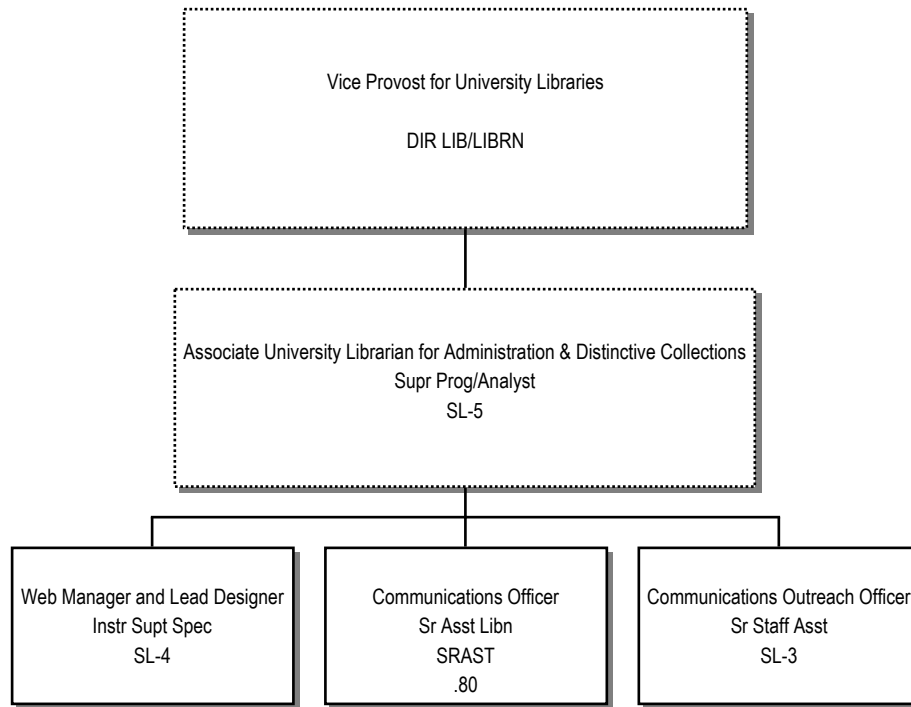 Vice Provost for University Libraries
DIR LIB/LIBRN
Associate University Librarian for Administration & Distinctive Collections
Supr Prog/Analyst
SL-5
Web Manager and Lead Designer
Instr Supt Spec
SL-4
Communications Officer
Sr Asst Libn
SRAST
.80
Communications Outreach Officer
Sr Staff Asst
SL-3